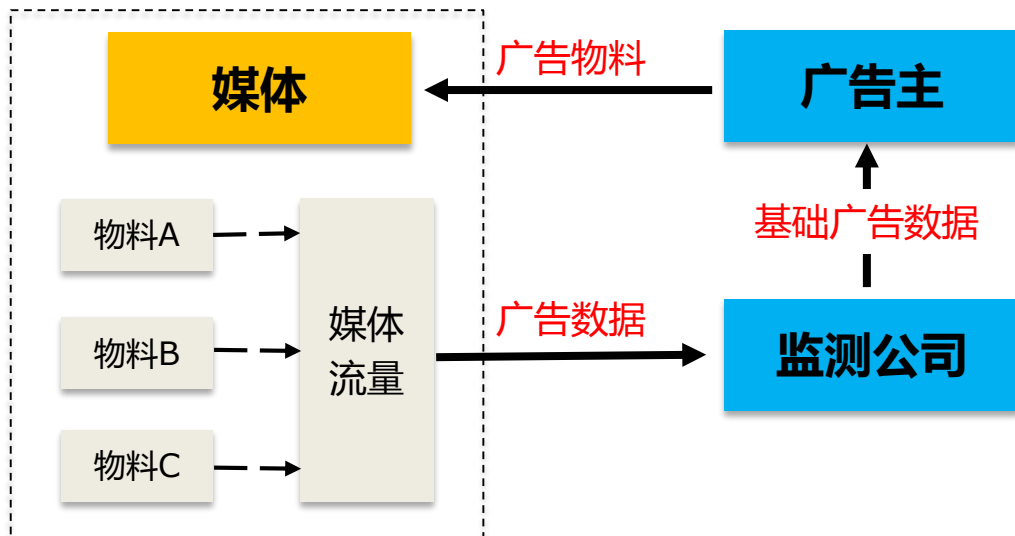 媒体
广告物料
广告主
物料A
物料B
物料C
媒体
流量
广告数据
基础广告数据
监测公司